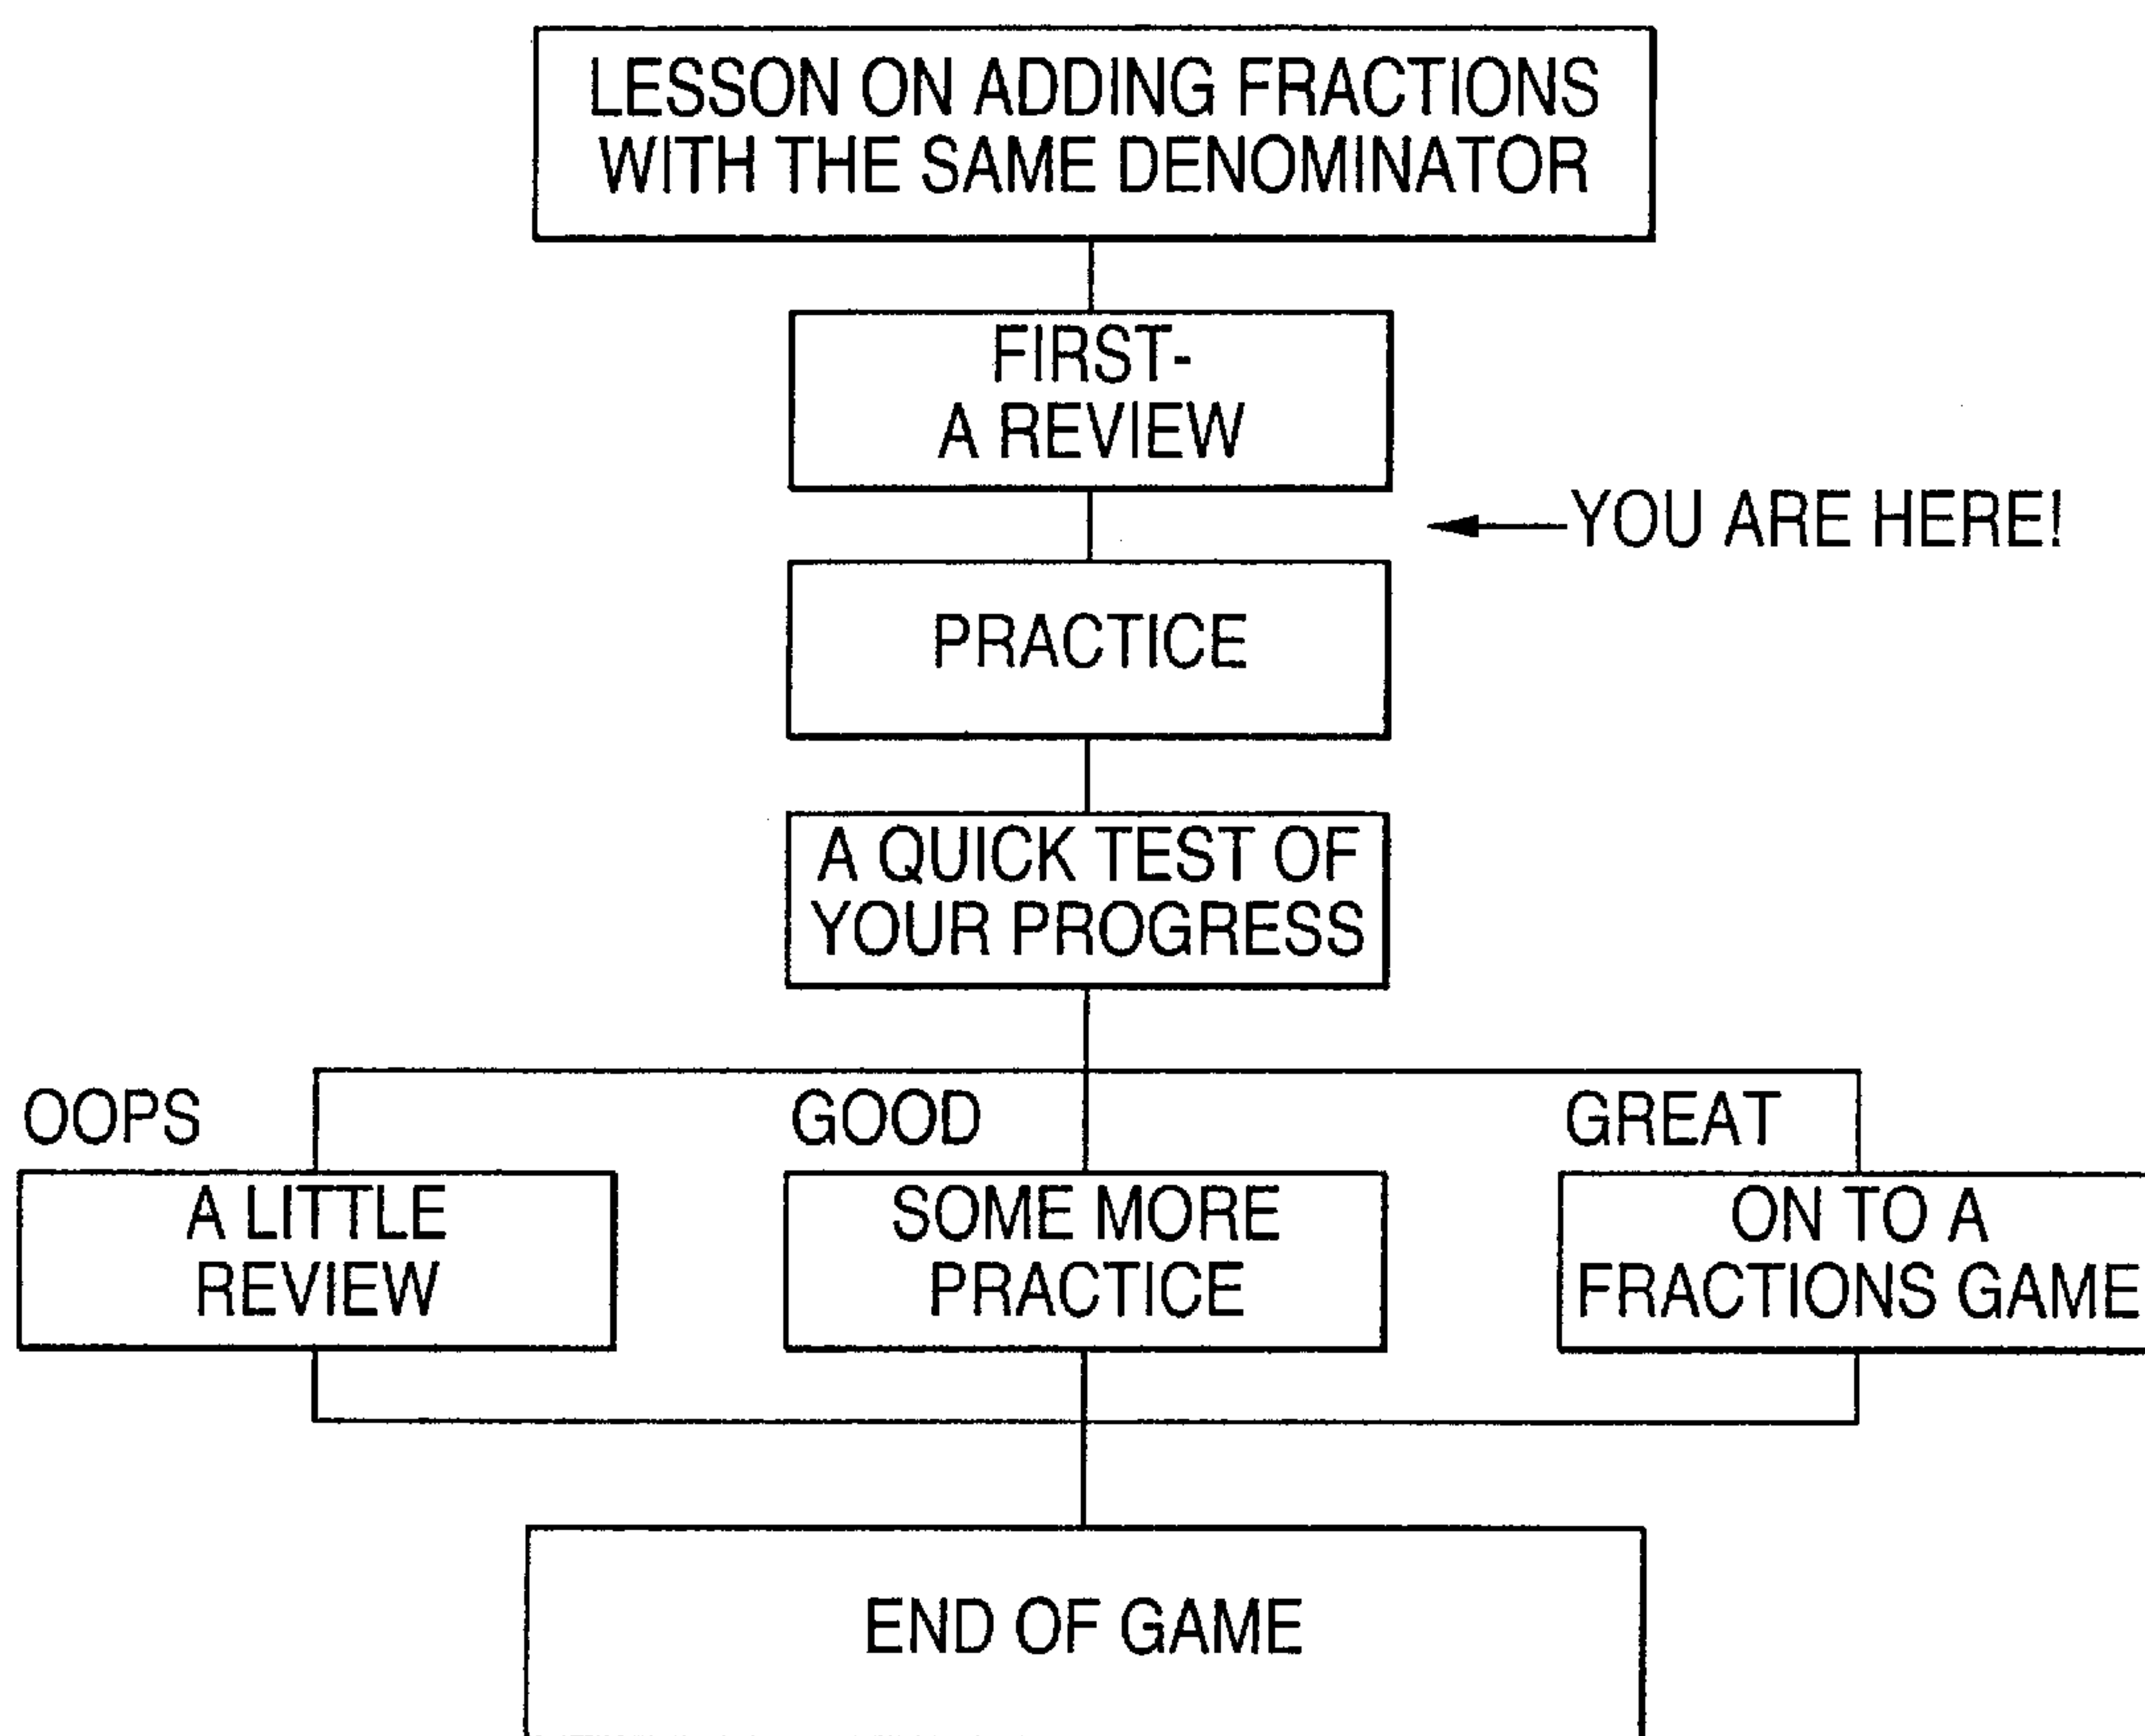 LESSON ON ADDING FRACTIONS
WITH THE SAME DENOMINATOR
FIRST-
A REVIEW
YOU ARE HERE!
PRACTICE
A QUICK TEST OF
YOUR PROGRESS
OOPS
GOOD
GREAT
A LITTLE
REVIEW
SOME MORE
PRACTICE
ON TO A
FRACTIONS GAME
END OF GAME